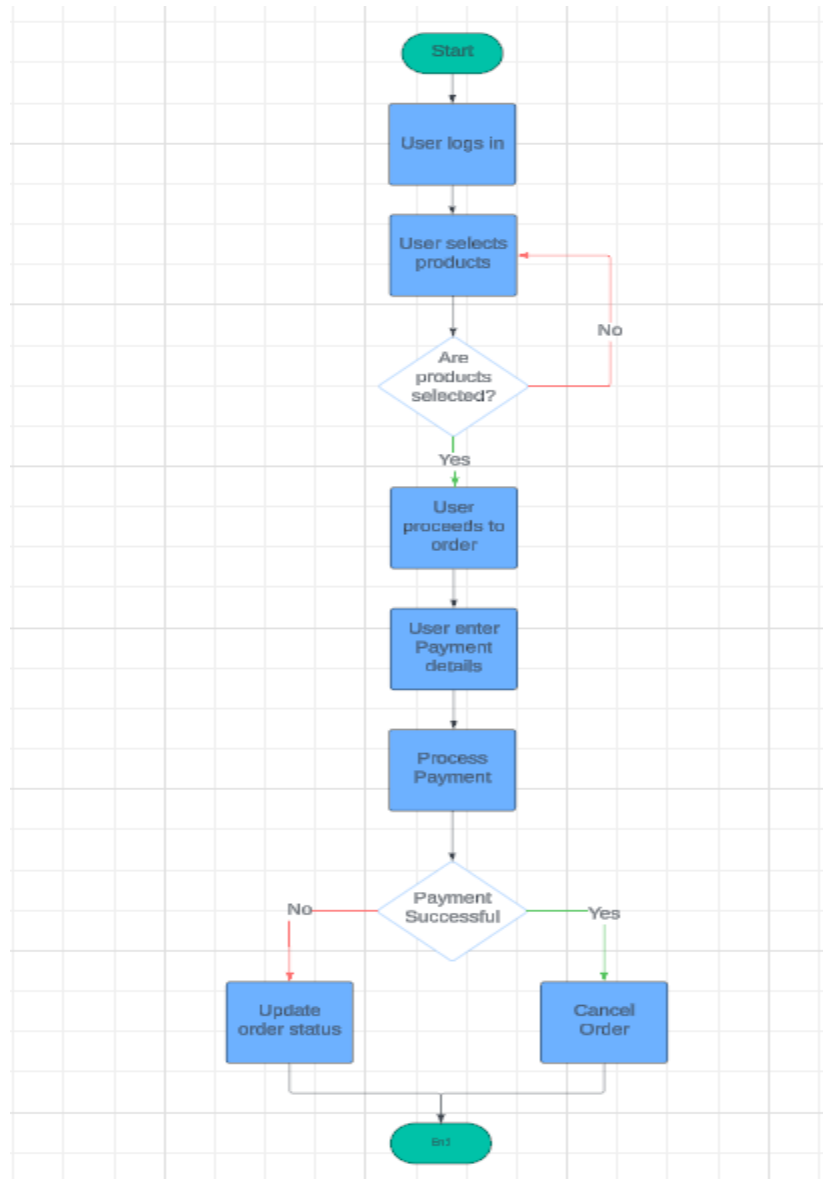 Start
User logs in
User selects
products
No
Are
products
selected?
Yes
User
proceeds to
order
User enter
Payment
details
Process
Payment
Payment
Successful
No
Yes
Update
order status
Cancel
Order
End